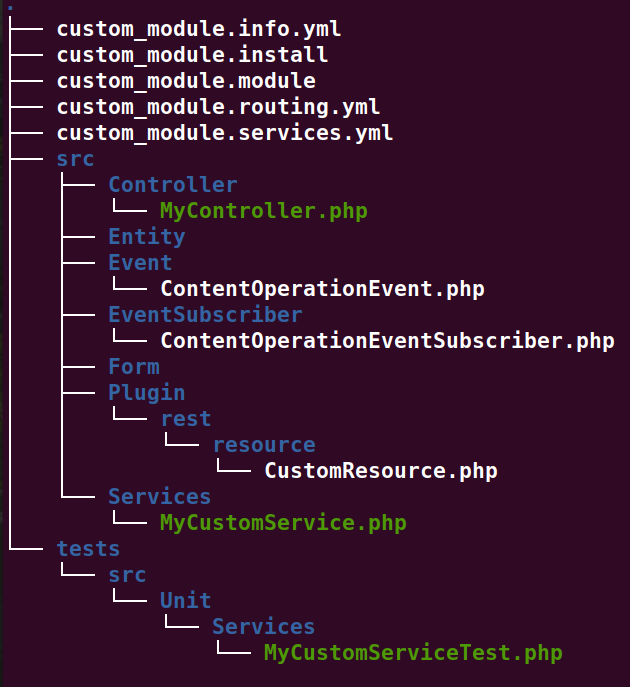 .
custom_module.info.yml
custom_module.install
custom_module.module
custom_module.routing.yml
custom_module.services.yml
src
Controller
MyController.php
Entity
Event
ContentOperationEvent.php
EventSubscriber
ContentOperationEventSubscriber.php
Form
Plugin
rest
resource
CustomResource.php
Services
MyCustomService.php
tests
src
Unit
Services
MyCustomServiceTest.php